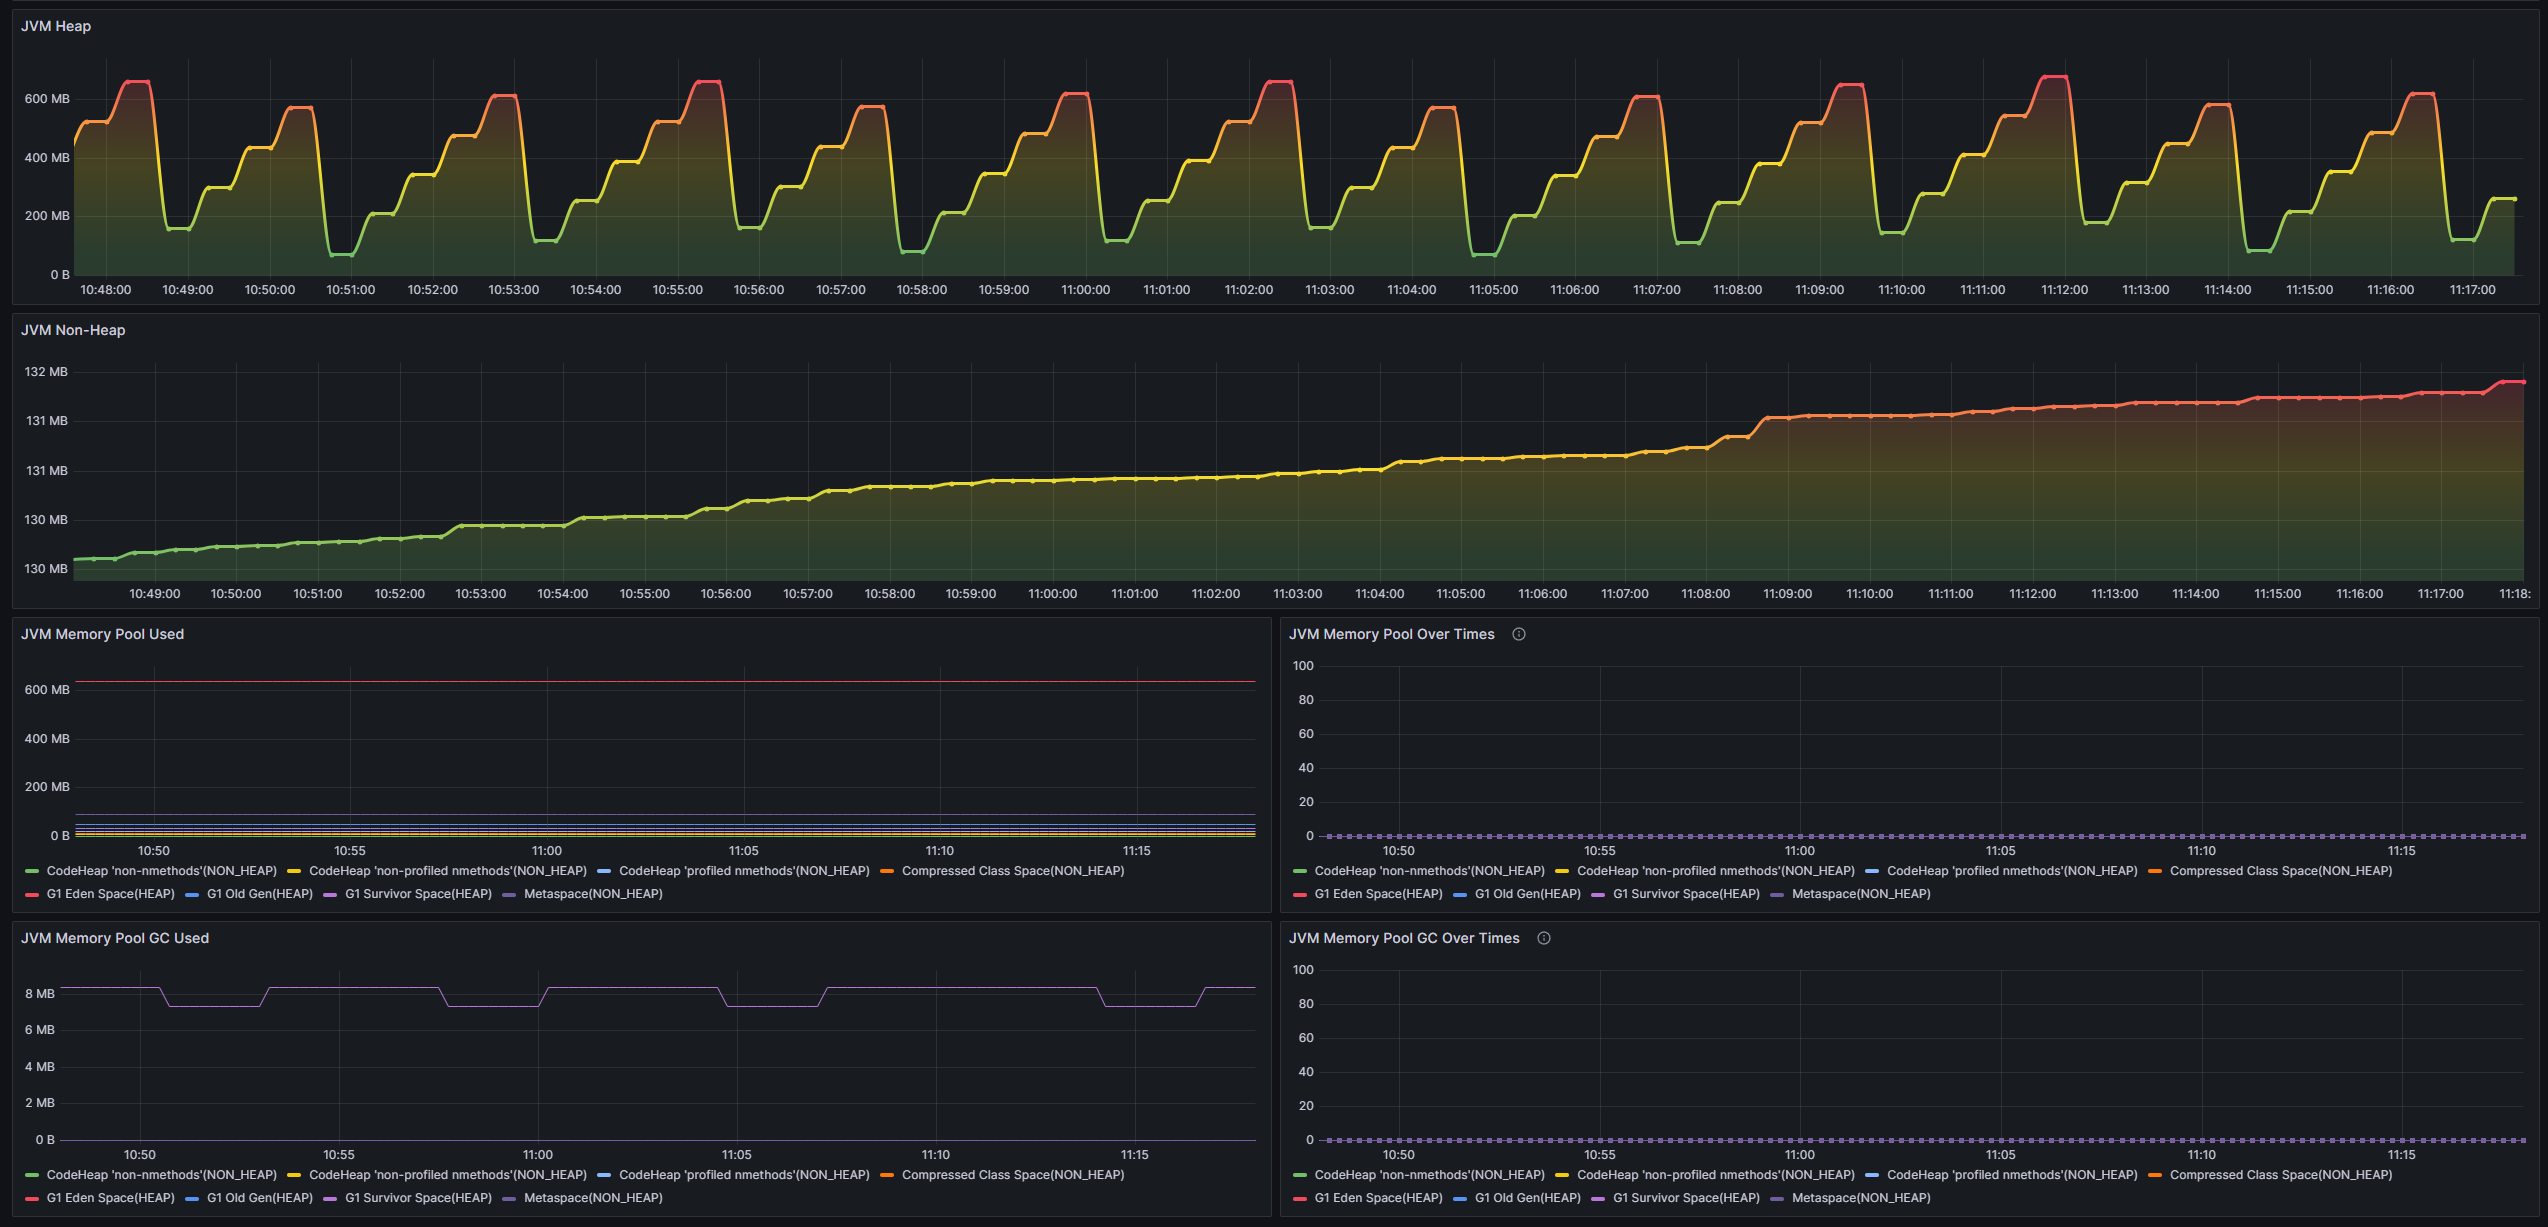 JVM Heap
600 MB
400 MB
200 MB
0 B
10:48:00 10:49:00 10:50:00 10:51:00 10:52:00 10:53:00 10:54:00 10:55:00 10:56:00 10:57:00 10:58:00 10:59:00 11:00:00 11:01:00 11:02:00 11:03:00 11:04:00 11:05:00 11:06:00 11:07:00 11:08:00 11:09:00 11:10:00 11:11:00 11:12:00 11:13:00 11:14:00 11:15:00 11:16:00 11:17:00
JVM Non-Heap
132 MB
131 MB
131 MB
130 MB
130 MB
10:49:00 10:50:00 10:51:00 10:52:00 10:53:00 10:54:00 10:55:00 10:56:00 10:57:00 10:58:00 10:59:00 11:00:00 11:01:00 11:02:00 11:03:00 11:04:00 11:05:00 11:06:00 11:07:00 11:08:00 11:09:00 11:10:00 11:11:00 11:12:00 11:13:00 11:14:00 11:15:00 11:16:00 11:17:00 11:18:
JVM Memory Pool Used
600 MB
400 MB
200 MB
0 B
10:50 10:55 11:00 11:05 11:10 11:15
CodeHeap 'non-nmethods'(NON_HEAP) CodeHeap 'non-profiled nmethods'(NON_HEAP) CodeHeap 'profiled nmethods'(NON_HEAP) Compressed Class Space(NON_HEAP)
G1 Eden Space(HEAP) G1 Old Gen(HEAP) G1 Survivor Space(HEAP) Metaspace(NON_HEAP)
JVM Memory Pool Over Times
100
80
60
40
20
0
10:50 10:55 11:00 11:05 11:10 11:15
CodeHeap 'non-nmethods'(NON_HEAP) CodeHeap 'non-profiled nmethods'(NON_HEAP) CodeHeap 'profiled nmethods'(NON_HEAP) Compressed Class Space(NON_HEAP)
G1 Eden Space(HEAP) G1 Old Gen(HEAP) G1 Survivor Space(HEAP) Metaspace(NON_HEAP)
JVM Memory Pool GC Used
8 MB
6 MB
4 MB
2 MB
0 B
10:50 10:55 11:00 11:05 11:10 11:15
CodeHeap 'non-nmethods'(NON_HEAP) CodeHeap 'non-profiled nmethods'(NON_HEAP) CodeHeap 'profiled nmethods'(NON_HEAP) Compressed Class Space(NON_HEAP)
G1 Eden Space(HEAP) G1 Old Gen(HEAP) G1 Survivor Space(HEAP) Metaspace(NON_HEAP)
JVM Memory Pool GC Over Times
100
80
60
40
20
0
10:50 10:55 11:00 11:05 11:10 11:15
CodeHeap 'non-nmethods'(NON_HEAP) CodeHeap 'non-profiled nmethods'(NON_HEAP) CodeHeap 'profiled nmethods'(NON_HEAP) Compressed Class Space(NON_HEAP)
G1 Eden Space(HEAP) G1 Old Gen(HEAP) G1 Survivor Space(HEAP) Metaspace(NON_HEAP)